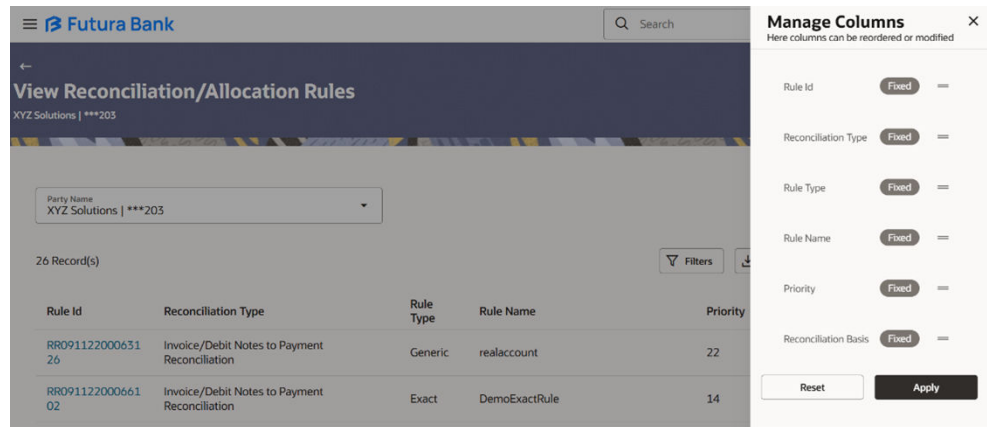 Futura Bank
Search
View Reconciliation/Allocation Rules
XYZ Solutions | ***203
Party Name
XYZ Solutions | ***203
26 Record(s)
Filters
Rule Id
Reconciliation Type
Rule
Type
Rule Name
Priority
RR091122000631
26
Invoice/Debit Notes to Payment
Reconciliation
Generic
realaccount
22
RR091122000661
02
Invoice/Debit Notes to Payment
Reconciliation
Exact
DemoExactRule
14
Manage Columns
Here columns can be reordered or modified
Rule Id Fixed
Reconciliation Type Fixed
Rule Type Fixed
Rule Name Fixed
Priority Fixed
Reconciliation Basis Fixed
Reset
Apply